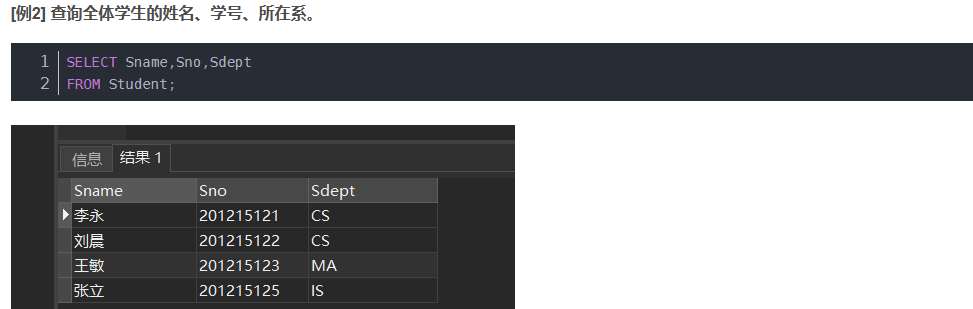 [例2] 查询全体学生的姓名、学号、所在系。
1 SELECT Sname,Sno,Sdept
2 FROM Student;
信息 结果 1
Sname Sno Sdept
李永 201215121 CS
刘晨 201215122 CS
王敏 201215123 MA
张立 201215125 IS